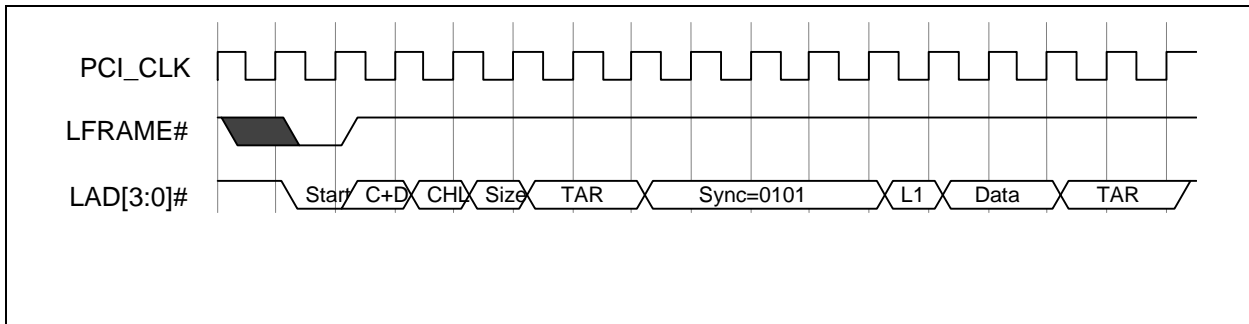 PCI_CLK
LFRAME#
LAD[3:0]# Start C+D CHL Size TAR Sync=0101 L1 Data TAR